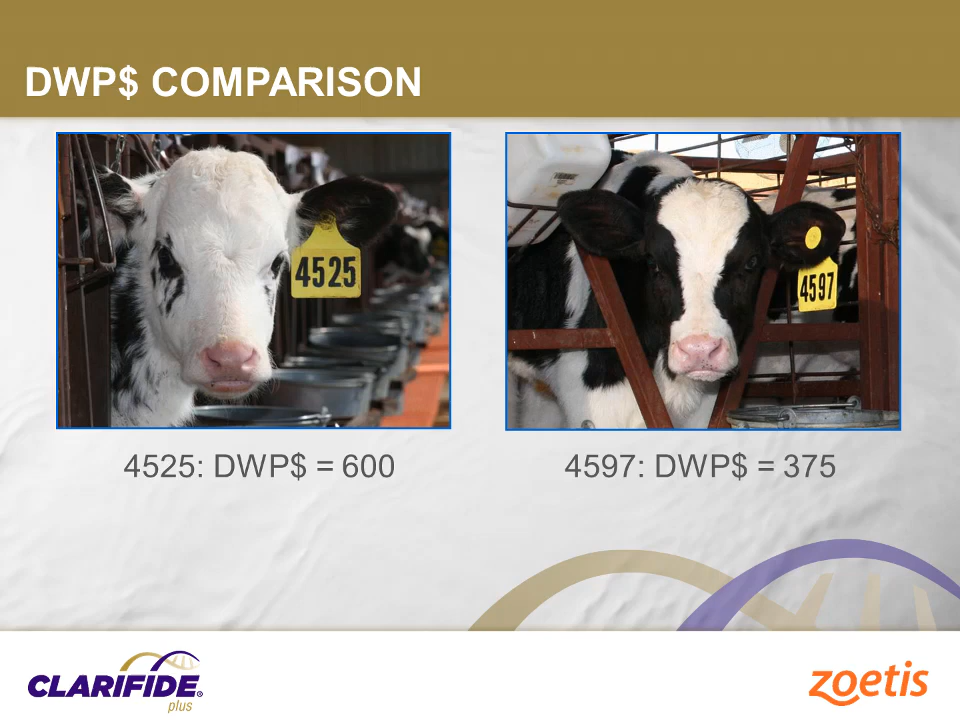 DWP$ COMPARISON
4525
4597
4525: DWP$ = 600
4597: DWP$ = 375
CLARIFIDE®
plus
zoetis